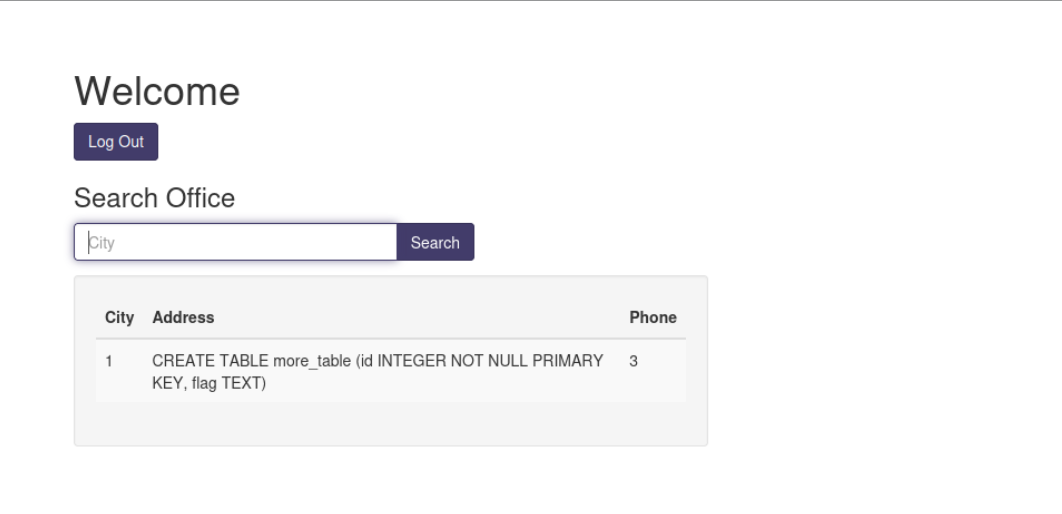 Welcome
Log Out
Search Office
City Search
City Address Phone
1 CREATE TABLE more_table (id INTEGER NOT NULL PRIMARY 3
KEY, flag TEXT)